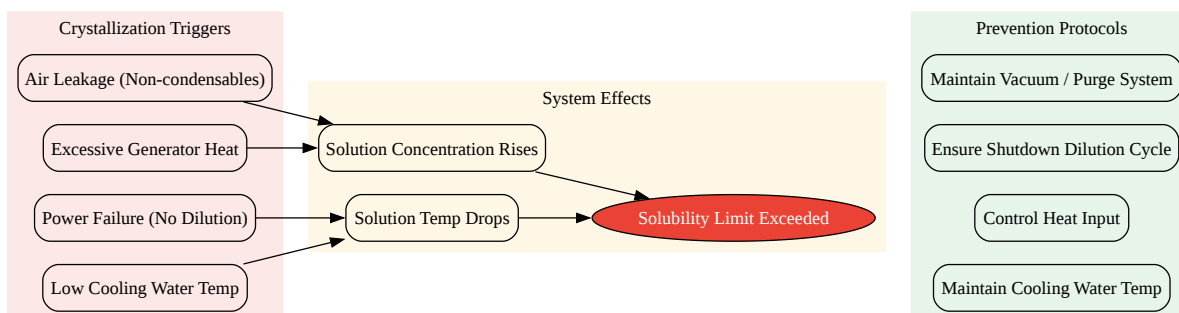 Crystallization Triggers
Air Leakage (Non-condensables)
Excessive Generator Heat
Power Failure (No Dilution)
Low Cooling Water Temp
System Effects
Solution Concentration Rises
Solution Temp Drops
Solubility Limit Exceeded
Prevention Protocols
Maintain Vacuum / Purge System
Ensure Shutdown Dilution Cycle
Control Heat Input
Maintain Cooling Water Temp